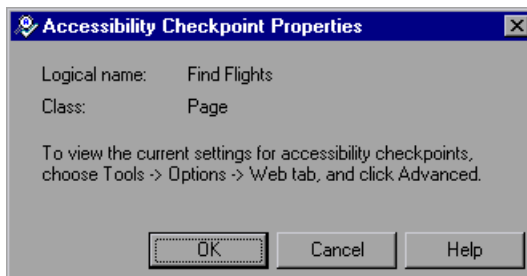 Accessibility Checkpoint Properties
Logical name: Find Flights
Class: Page
To view the current settings for accessibility checkpoints,
choose Tools -> Options -> Web tab, and click Advanced.
OK Cancel Help